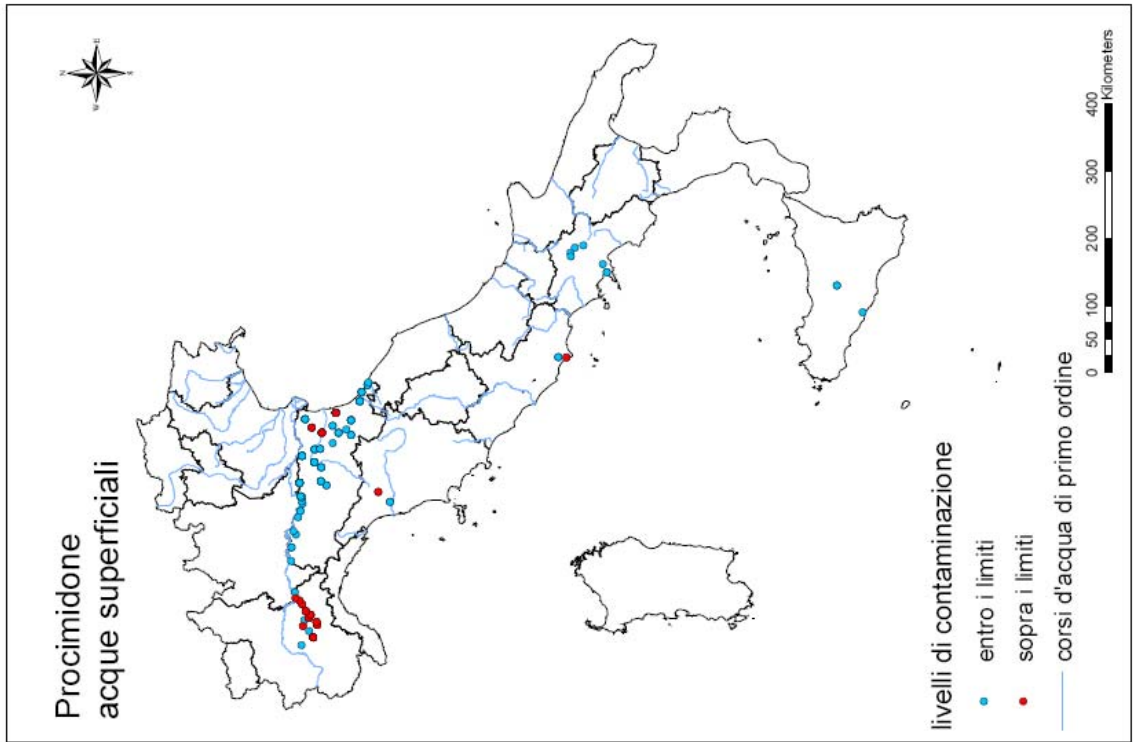 Procimidone
acque superficiali
N
W
E
S
livelli di contaminazione
entro i limiti
sopra i limiti
corsi d'acqua di primo ordine
0 50 100 200 300 400
Kilometers